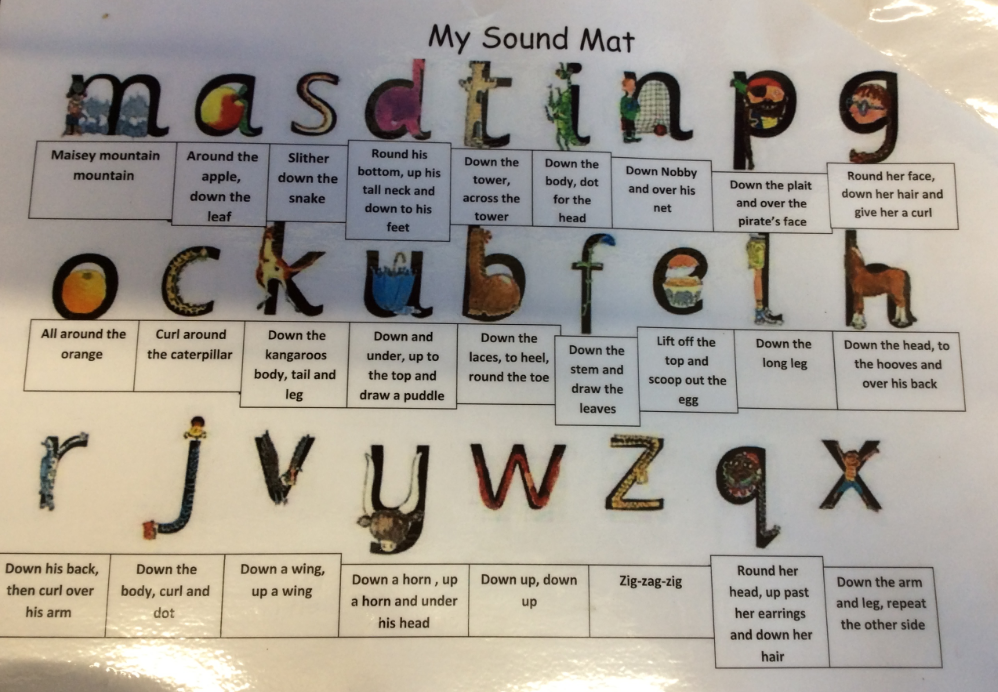 My Sound Mat
m a s d t i n p g
Maisey mountain
mountain
Around the
apple,
down the
leaf
Slither
down the
snake
Round his
bottom, up his
tall neck and
down to his
feet
Down the
tower,
across the
tower
Down the
body, dot
for the
head
Down Nobby
and over his
net
Down the plait
and over the
pirate's face
Round her face,
down her hair and
give her a curl
o c k u b f e l h
All around the
orange
Curl around
the caterpillar
Down the
kangaroos
body, tail and
leg
Down and
under, up to
the top and
draw a puddle
Down the
laces, to heel,
round the toe
Down the
stem and
draw the
leaves
Lift off the
top and
scoop out the
egg
Down the
long leg
Down the head, to
the hooves and
over his back
r j v y w z q x
Down his back,
then curl over
his arm
Down the
body, curl and
dot
Down a wing,
up a wing
Down a horn , up
a horn and under
his head
Down up, down
up
Zig-zag-zig
Round her
head, up past
her earrings
and down her
hair
Down the arm
and leg, repeat
the other side